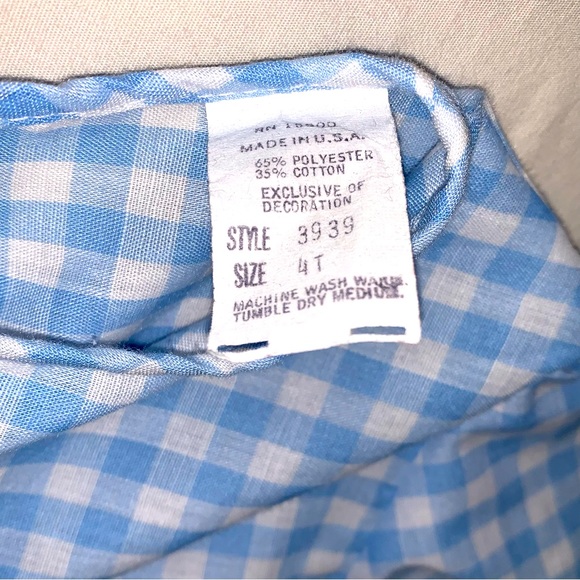 MADE IN U.S.A.
65% POLYESTER
35% COTTON
EXCLUSIVE OF
DECORATION
STYLE 3939
SIZE 4T
MACHINE WASH WARM.
TUMBLE DRY MEDIUM.